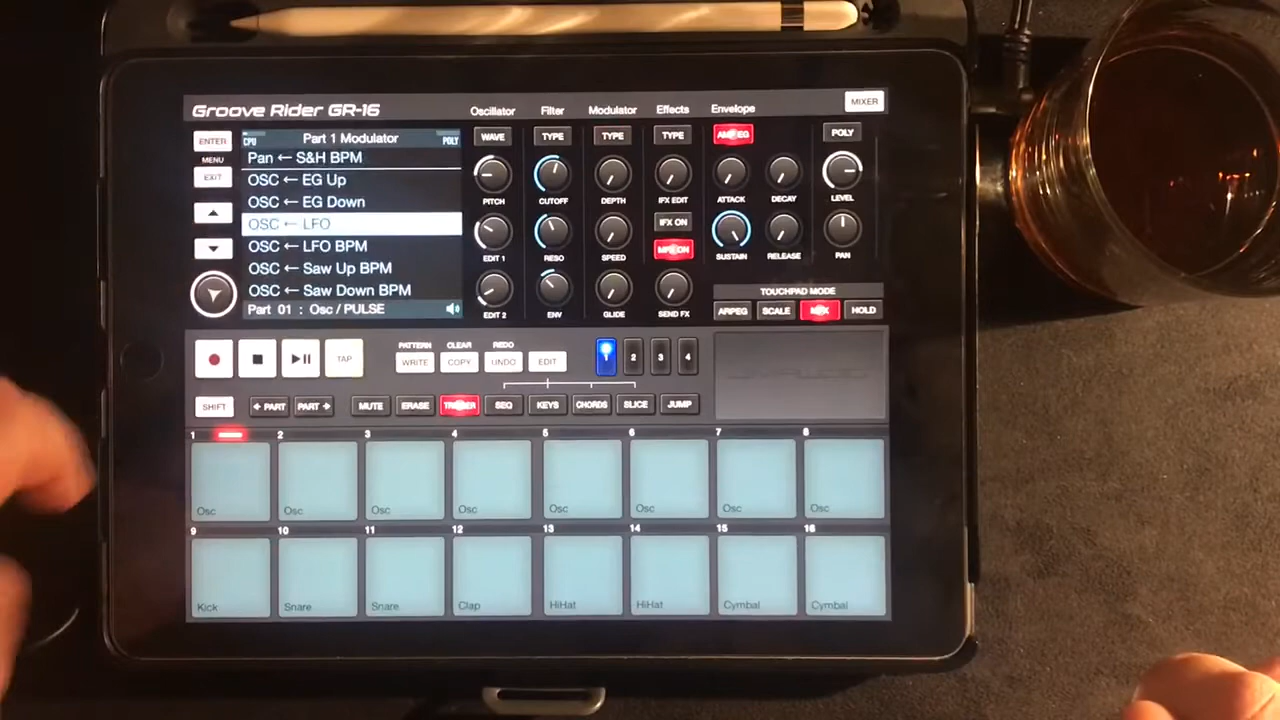 Groove Rider GR-16
Oscillator Filter Modulator Effects Envelope
MIXER
ENTER
MENU
EXIT
CPU Part 1 Modulator POLY
Pan ← S&H BPM
OSC ← EG Up
OSC ← EG Down
OSC ← LFO
OSC ← LFO BPM
OSC ← Saw Up BPM
OSC ← Saw Down BPM
Part 01 : Osc / PULSE
WAVE TYPE TYPE TYPE AMP EG POLY
PITCH CUTOFF DEPTH IFX EDIT ATTACK DECAY LEVEL
IFX ON
EDIT 1 RESO SPEED MFX ON SUSTAIN RELEASE PAN
EDIT 2 ENV GLIDE SEND FX
TOUCHPAD MODE
ARPEG SCALE MFX HOLD
PATTERN CLEAR REDO
TAP WRITE COPY UNDO EDIT 1 2 3 4
SHIFT ← PART PART → MUTE ERASE TRIGGER SEQ KEYS CHORDS SLICE JUMP
1 2 3 4 5 6 7 8
Osc Osc Osc Osc Osc Osc Osc Osc
9 10 11 12 13 14 15 16
Kick Snare Snare Clap HiHat HiHat Cymbal Cymbal